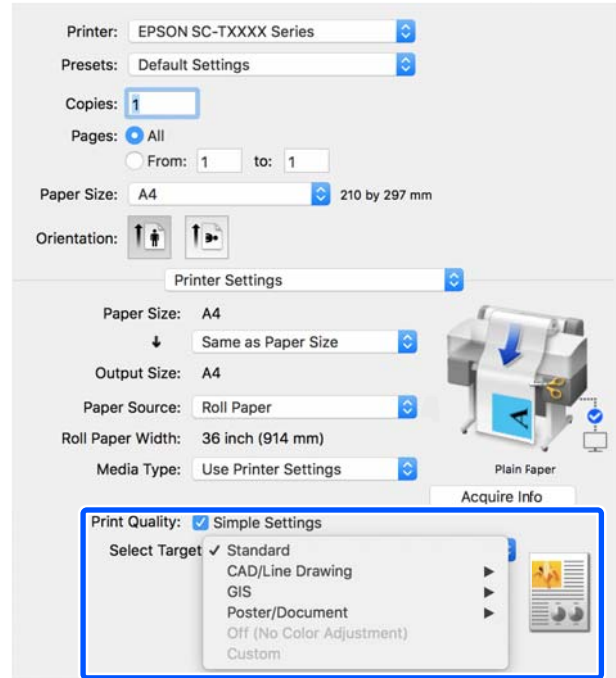 Printer: EPSON SC-TXXXX Series
Presets: Default Settings
Copies: 1
Pages: All
From: 1 to: 1
Paper Size: A4 210 by 297 mm
Orientation:
Printer Settings
Paper Size: A4
Same as Paper Size
Output Size: A4
Paper Source: Roll Paper
Roll Paper Width: 36 inch (914 mm)
Media Type: Use Printer Settings
Plain Paper
Acquire Info
Print Quality: Simple Settings
Select Target ✓ Standard
CAD/Line Drawing
GIS
Poster/Document
Off (No Color Adjustment)
Custom